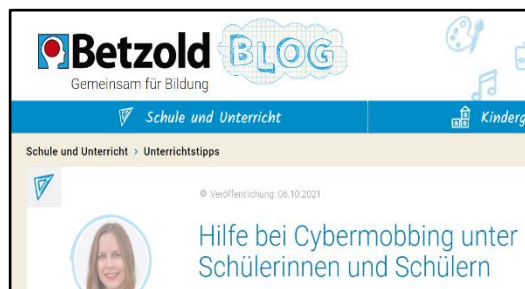 Betzold BLOG
Gemeinsam für Bildung
Schule und Unterricht
Kinderg
Schule und Unterricht > Unterrichtstipps
Veröffentlichung: 06.10.2021
Hilfe bei Cybermobbing unter
Schülerinnen und Schülern